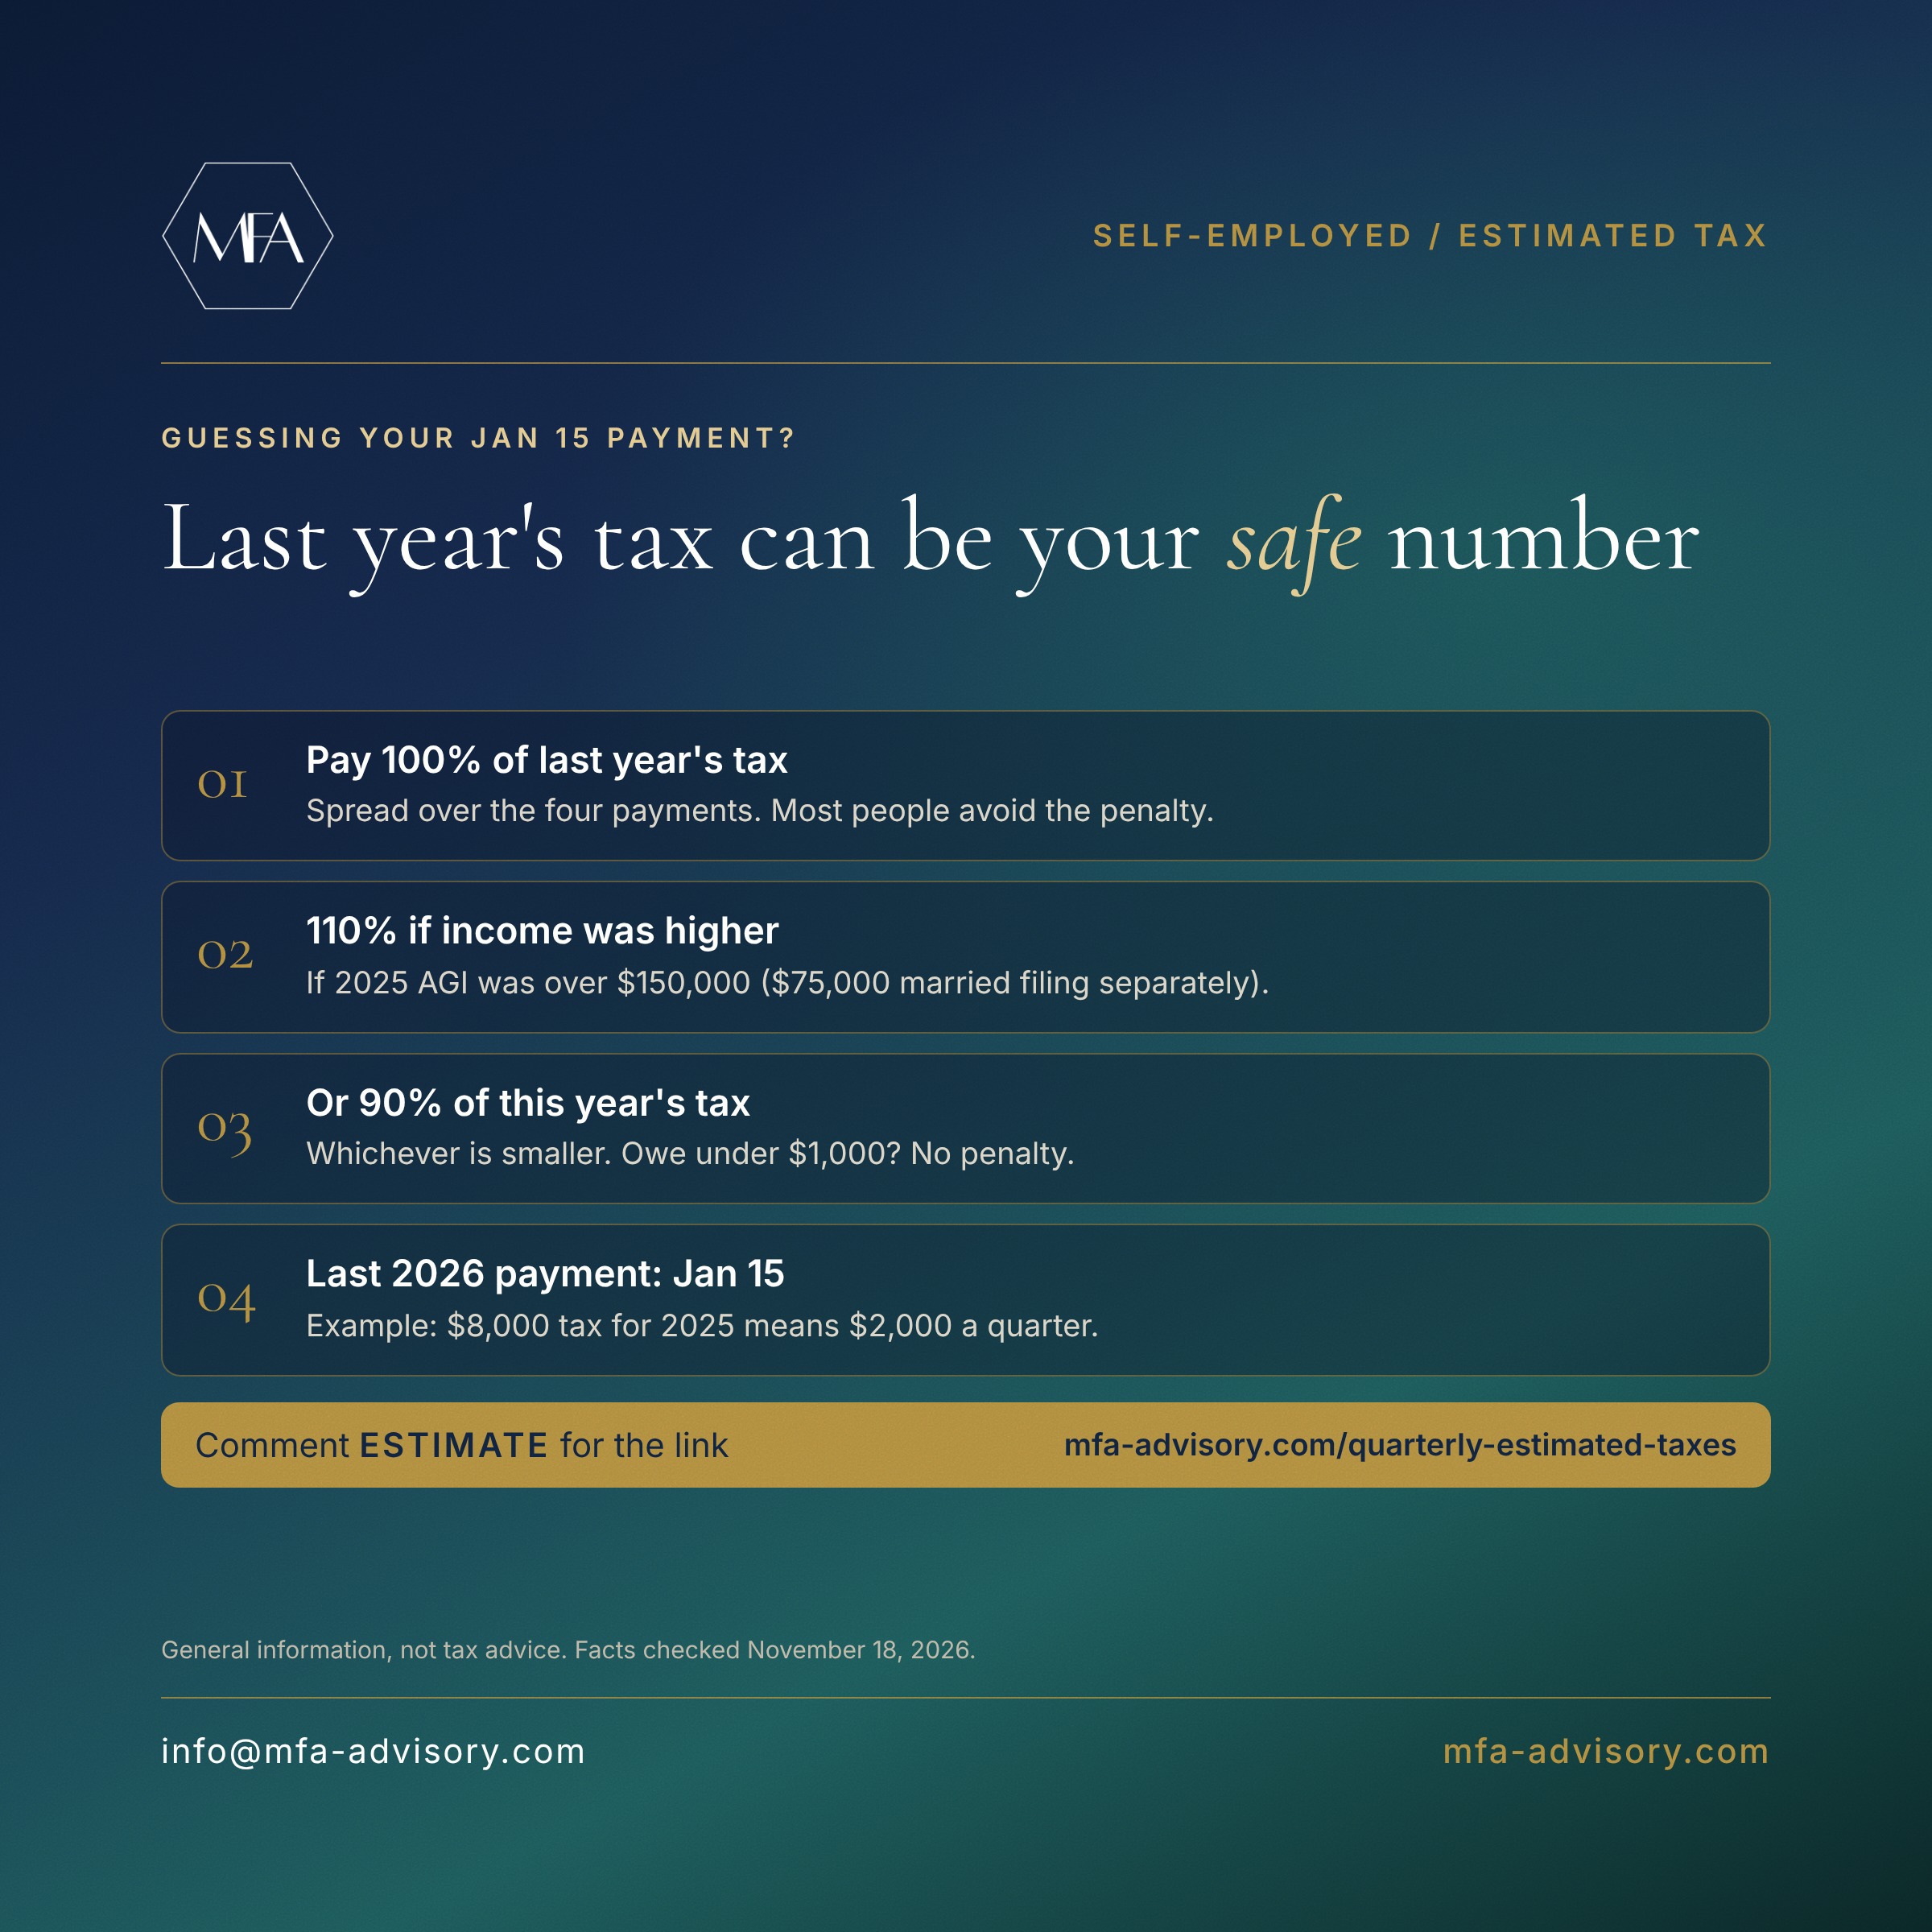 MFA
SELF-EMPLOYED / ESTIMATED TAX
GUESSING YOUR JAN 15 PAYMENT?
Last year's tax can be your safe number
01
Pay 100% of last year's tax
Spread over the four payments. Most people avoid the penalty.
02
110% if income was higher
If 2025 AGI was over $150,000 ($75,000 married filing separately).
03
Or 90% of this year's tax
Whichever is smaller. Owe under $1,000? No penalty.
04
Last 2026 payment: Jan 15
Example: $8,000 tax for 2025 means $2,000 a quarter.
Comment ESTIMATE for the link
mfa-advisory.com/quarterly-estimated-taxes
General information, not tax advice. Facts checked November 18, 2026.
info@mfa-advisory.com
mfa-advisory.com